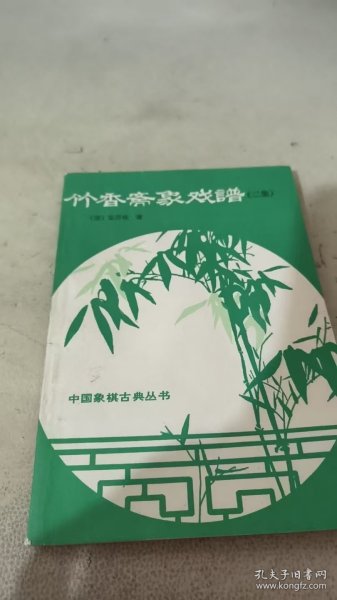 竹香斋象戏譜(二集)
(清)张乔栋 著
中国象棋古典丛书
孔夫子旧书网
www.kongfz.com